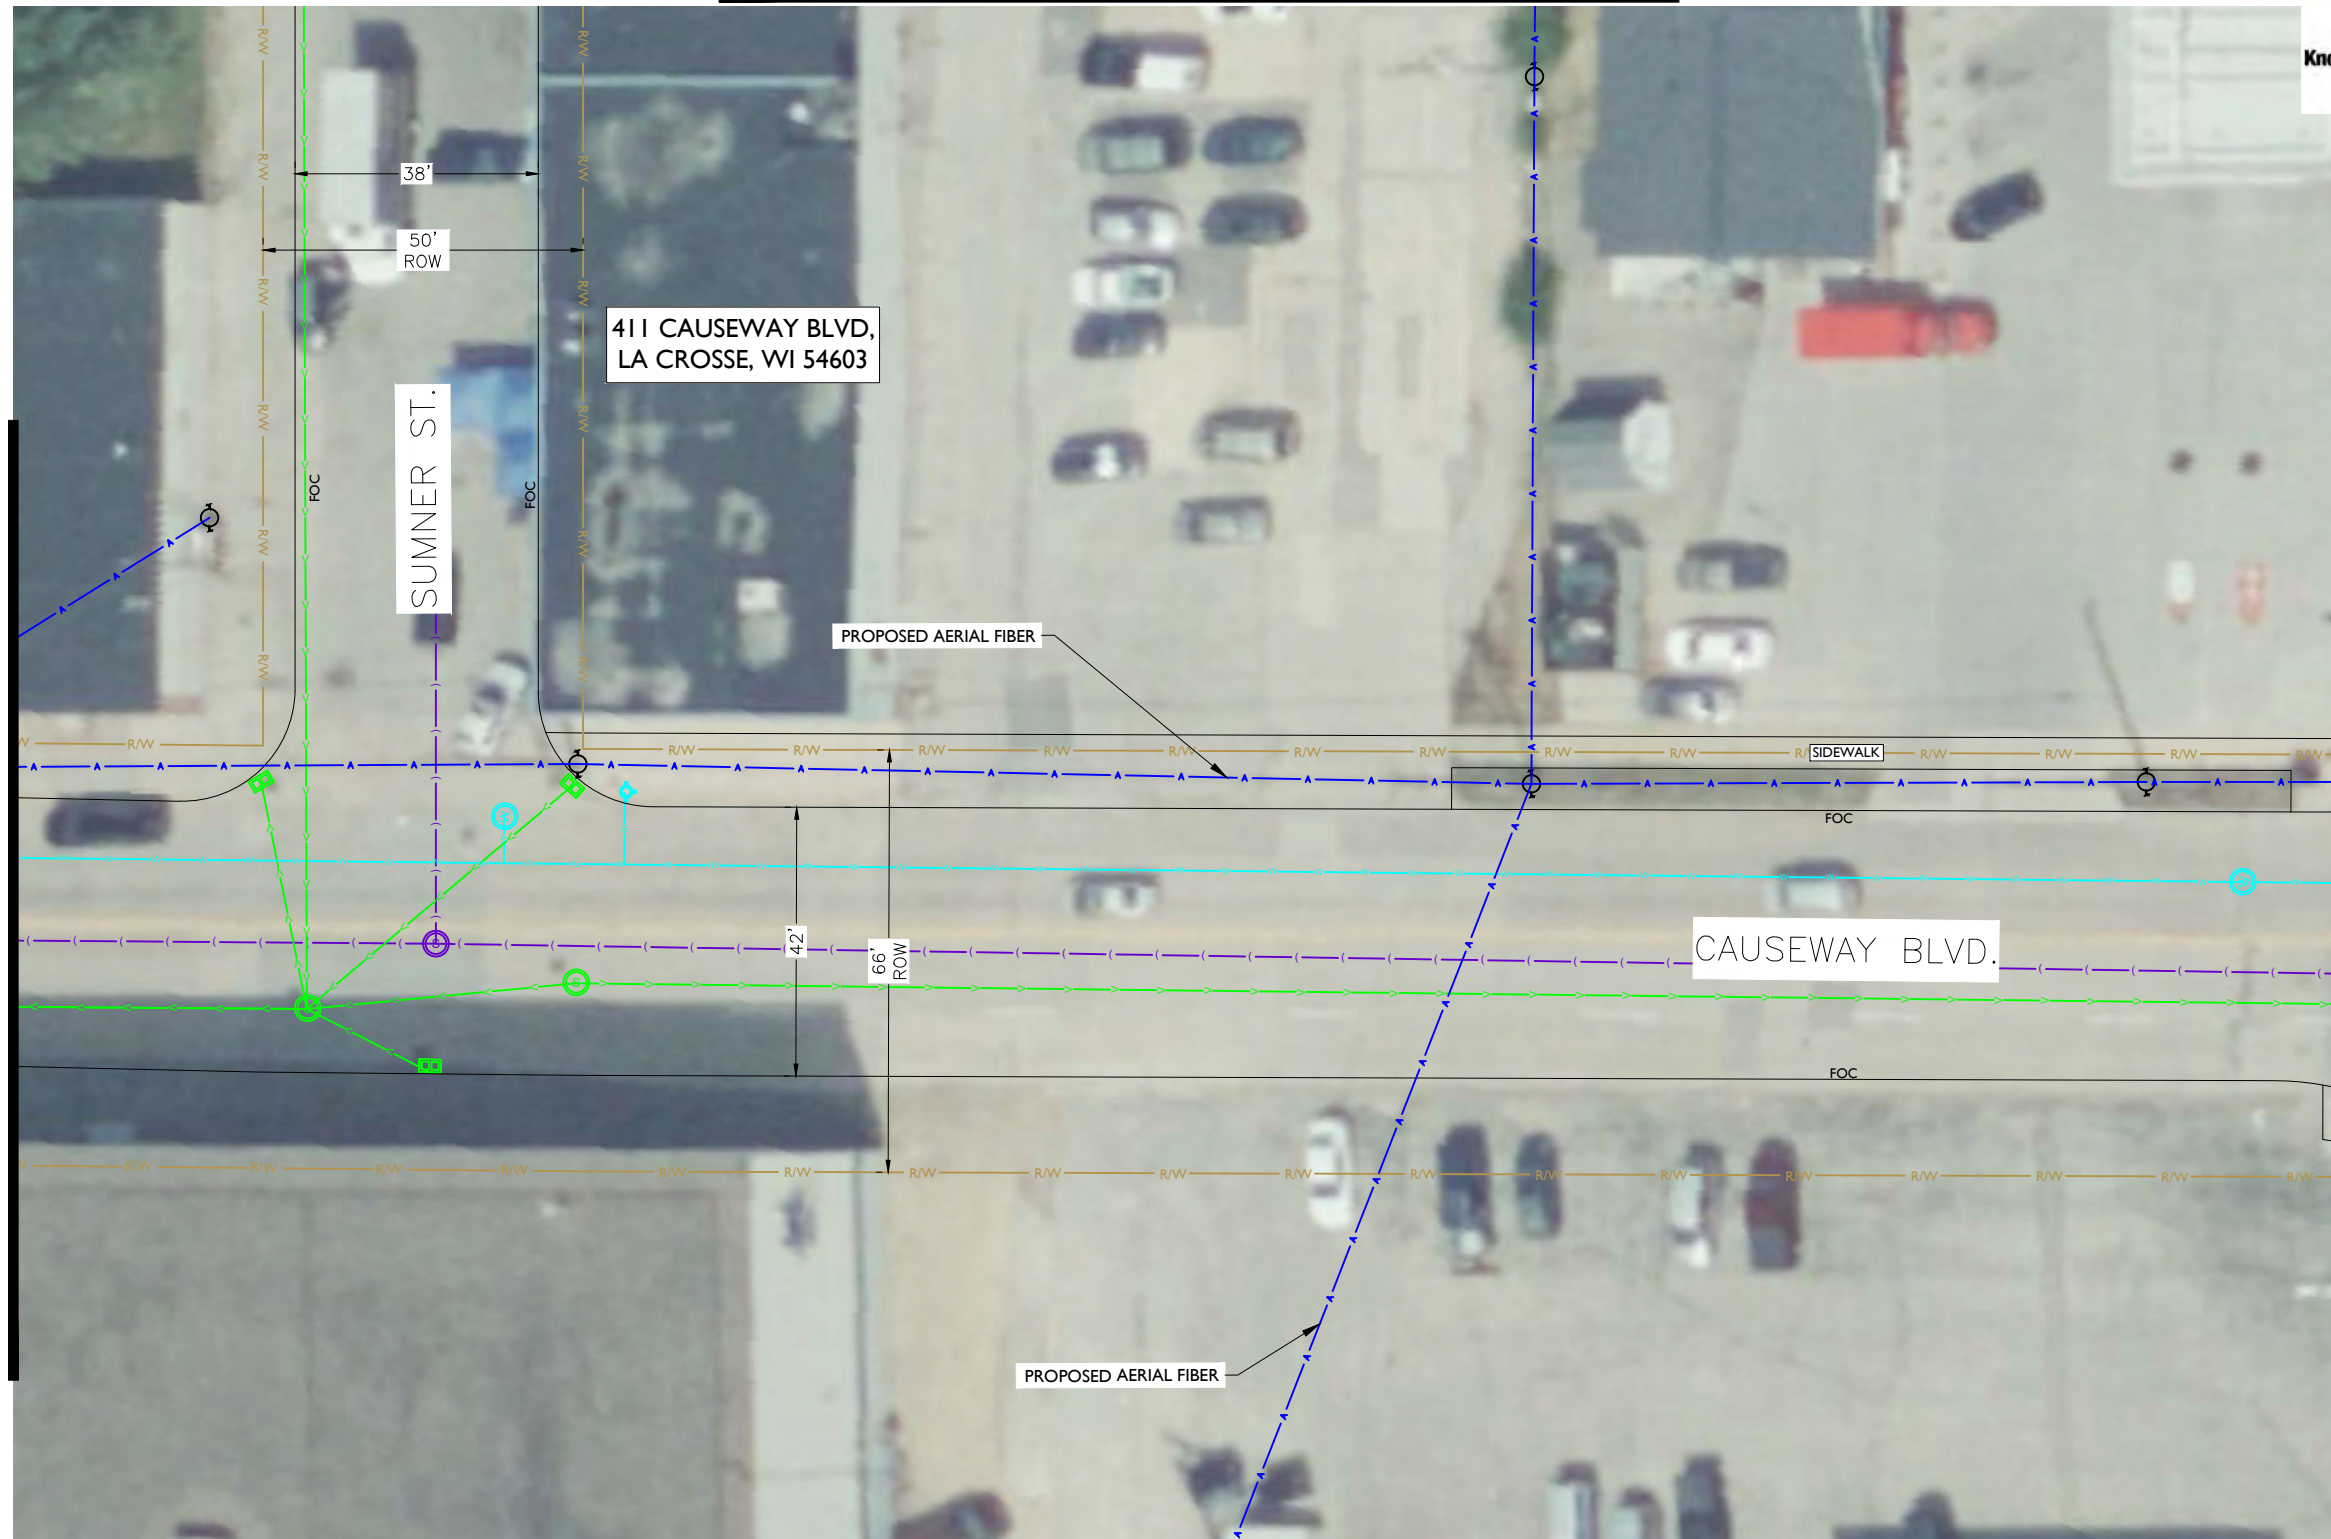 Kno
38'
50'
ROW
411 CAUSEWAY BLVD,
LA CROSSE, WI 54603
SUMNER ST.
FOC
FOC
PROPOSED AERIAL FIBER
SIDEWALK
R/W
FOC
42'
66'
ROW
CAUSEWAY BLVD.
FOC
R/W
PROPOSED AERIAL FIBER